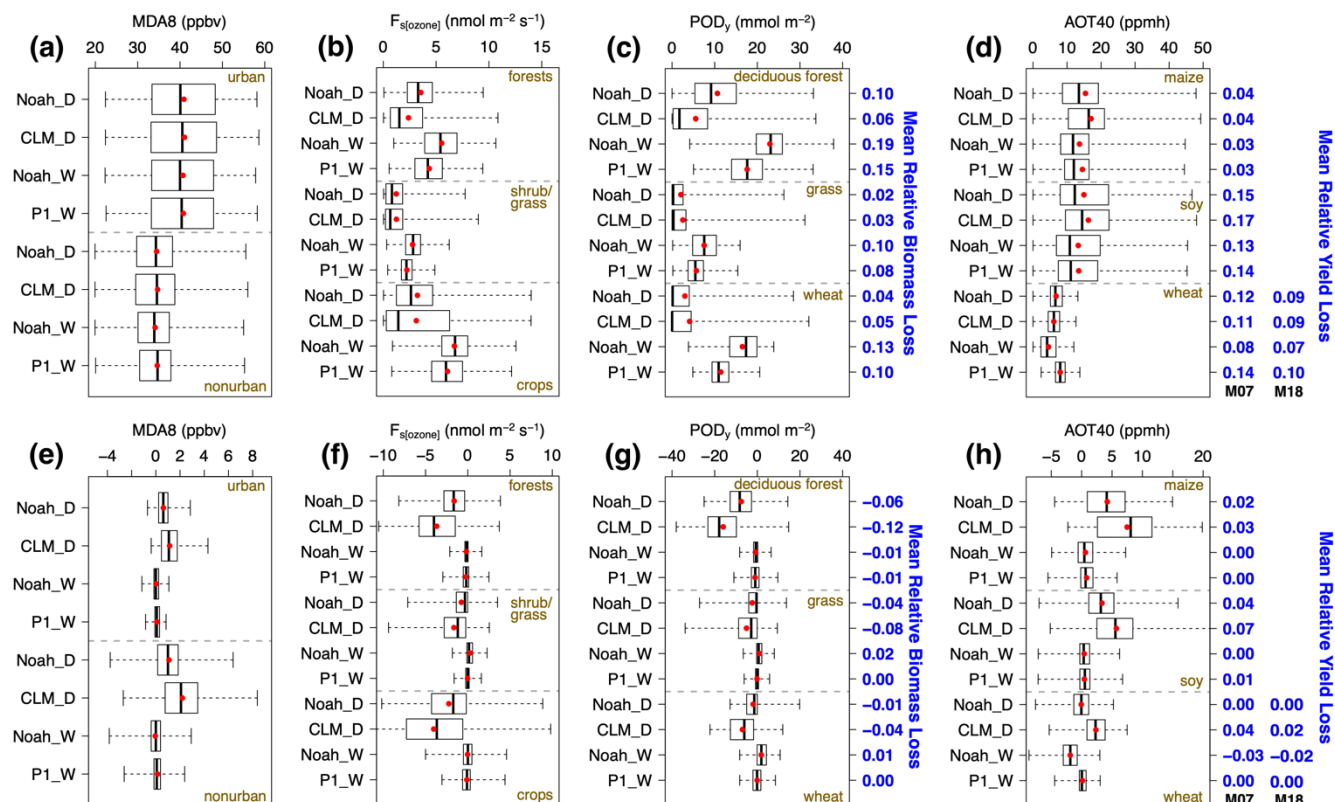 MDA8 (ppbv)
(a)
20 30 40 50 60
urban
Noah_D
CLM_D
Noah_W
P1_W
Noah_D
CLM_D
Noah_W
P1_W
nonurban
Fs[ozone] (nmol m−2 s−1)
(b)
0 5 10 15
forests
Noah_D
CLM_D
Noah_W
P1_W
Noah_D
shrub/
grass
CLM_D
Noah_W
P1_W
Noah_D
CLM_D
Noah_W
P1_W
crops
PODy (mmol m−2)
(c)
0 10 20 30 40
deciduous forest
Noah_D 0.10
CLM_D 0.06
Noah_W 0.19
P1_W 0.15
grass
Noah_D 0.02
CLM_D 0.03
Noah_W 0.10
P1_W 0.08
wheat
Noah_D 0.04
CLM_D 0.05
Noah_W 0.13
P1_W 0.10
Mean Relative Biomass Loss
AOT40 (ppmh)
(d)
0 10 20 30 40 50
maize
Noah_D 0.04
CLM_D 0.04
Noah_W 0.03
P1_W 0.03
Noah_D 0.15
soy
CLM_D 0.17
Noah_W 0.13
P1_W 0.14
wheat
Noah_D 0.12 0.09
CLM_D 0.11 0.09
Noah_W 0.08 0.07
P1_W 0.14 0.10
M07 M18
Mean Relative Yield Loss
MDA8 (ppbv)
(e)
−4 0 2 4 6 8
urban
Noah_D
CLM_D
Noah_W
P1_W
Noah_D
CLM_D
Noah_W
P1_W
nonurban
Fs[ozone] (nmol m−2 s−1)
(f)
−10 −5 0 5 10
forests
Noah_D
CLM_D
Noah_W
P1_W
Noah_D
shrub/
grass
CLM_D
Noah_W
P1_W
Noah_D
CLM_D
Noah_W
P1_W
crops
PODy (mmol m−2)
(g)
−40 −20 0 20 40
deciduous forest
Noah_D −0.06
CLM_D −0.12
Noah_W −0.01
P1_W −0.01
grass
Noah_D −0.04
CLM_D −0.08
Noah_W 0.02
P1_W 0.00
Noah_D −0.01
CLM_D −0.04
Noah_W 0.01
P1_W 0.00
wheat
Mean Relative Biomass Loss
AOT40 (ppmh)
(h)
−5 0 5 10 15 20
maize
Noah_D 0.02
CLM_D 0.03
Noah_W 0.00
P1_W 0.00
Noah_D 0.04
CLM_D 0.07
Noah_W 0.00
P1_W 0.01
soy
Noah_D 0.00 0.00
CLM_D 0.04 0.02
Noah_W −0.03 −0.02
P1_W 0.00 0.00
wheat
M07 M18
Mean Relative Yield Loss